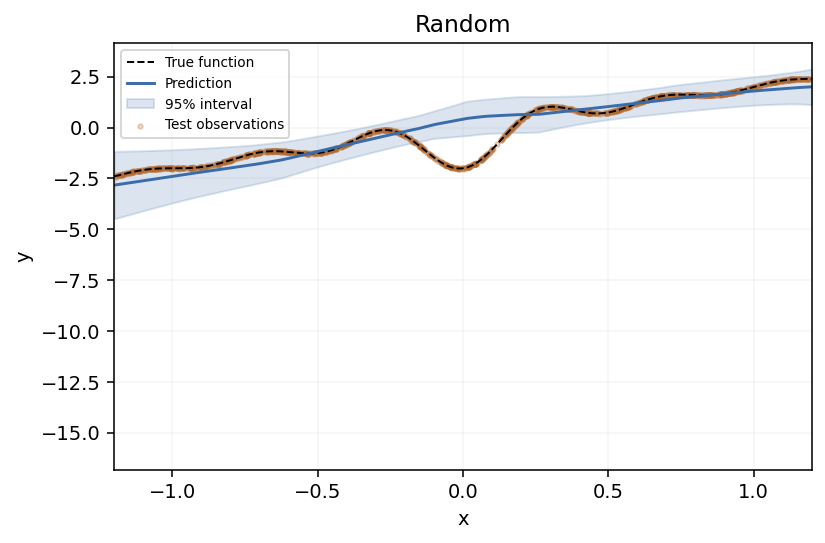 Random
True function
Prediction
95% interval
Test observations
2.5
0.0
−2.5
−5.0
−7.5
−10.0
−12.5
−15.0
y
−1.0 −0.5 0.0 0.5 1.0
x